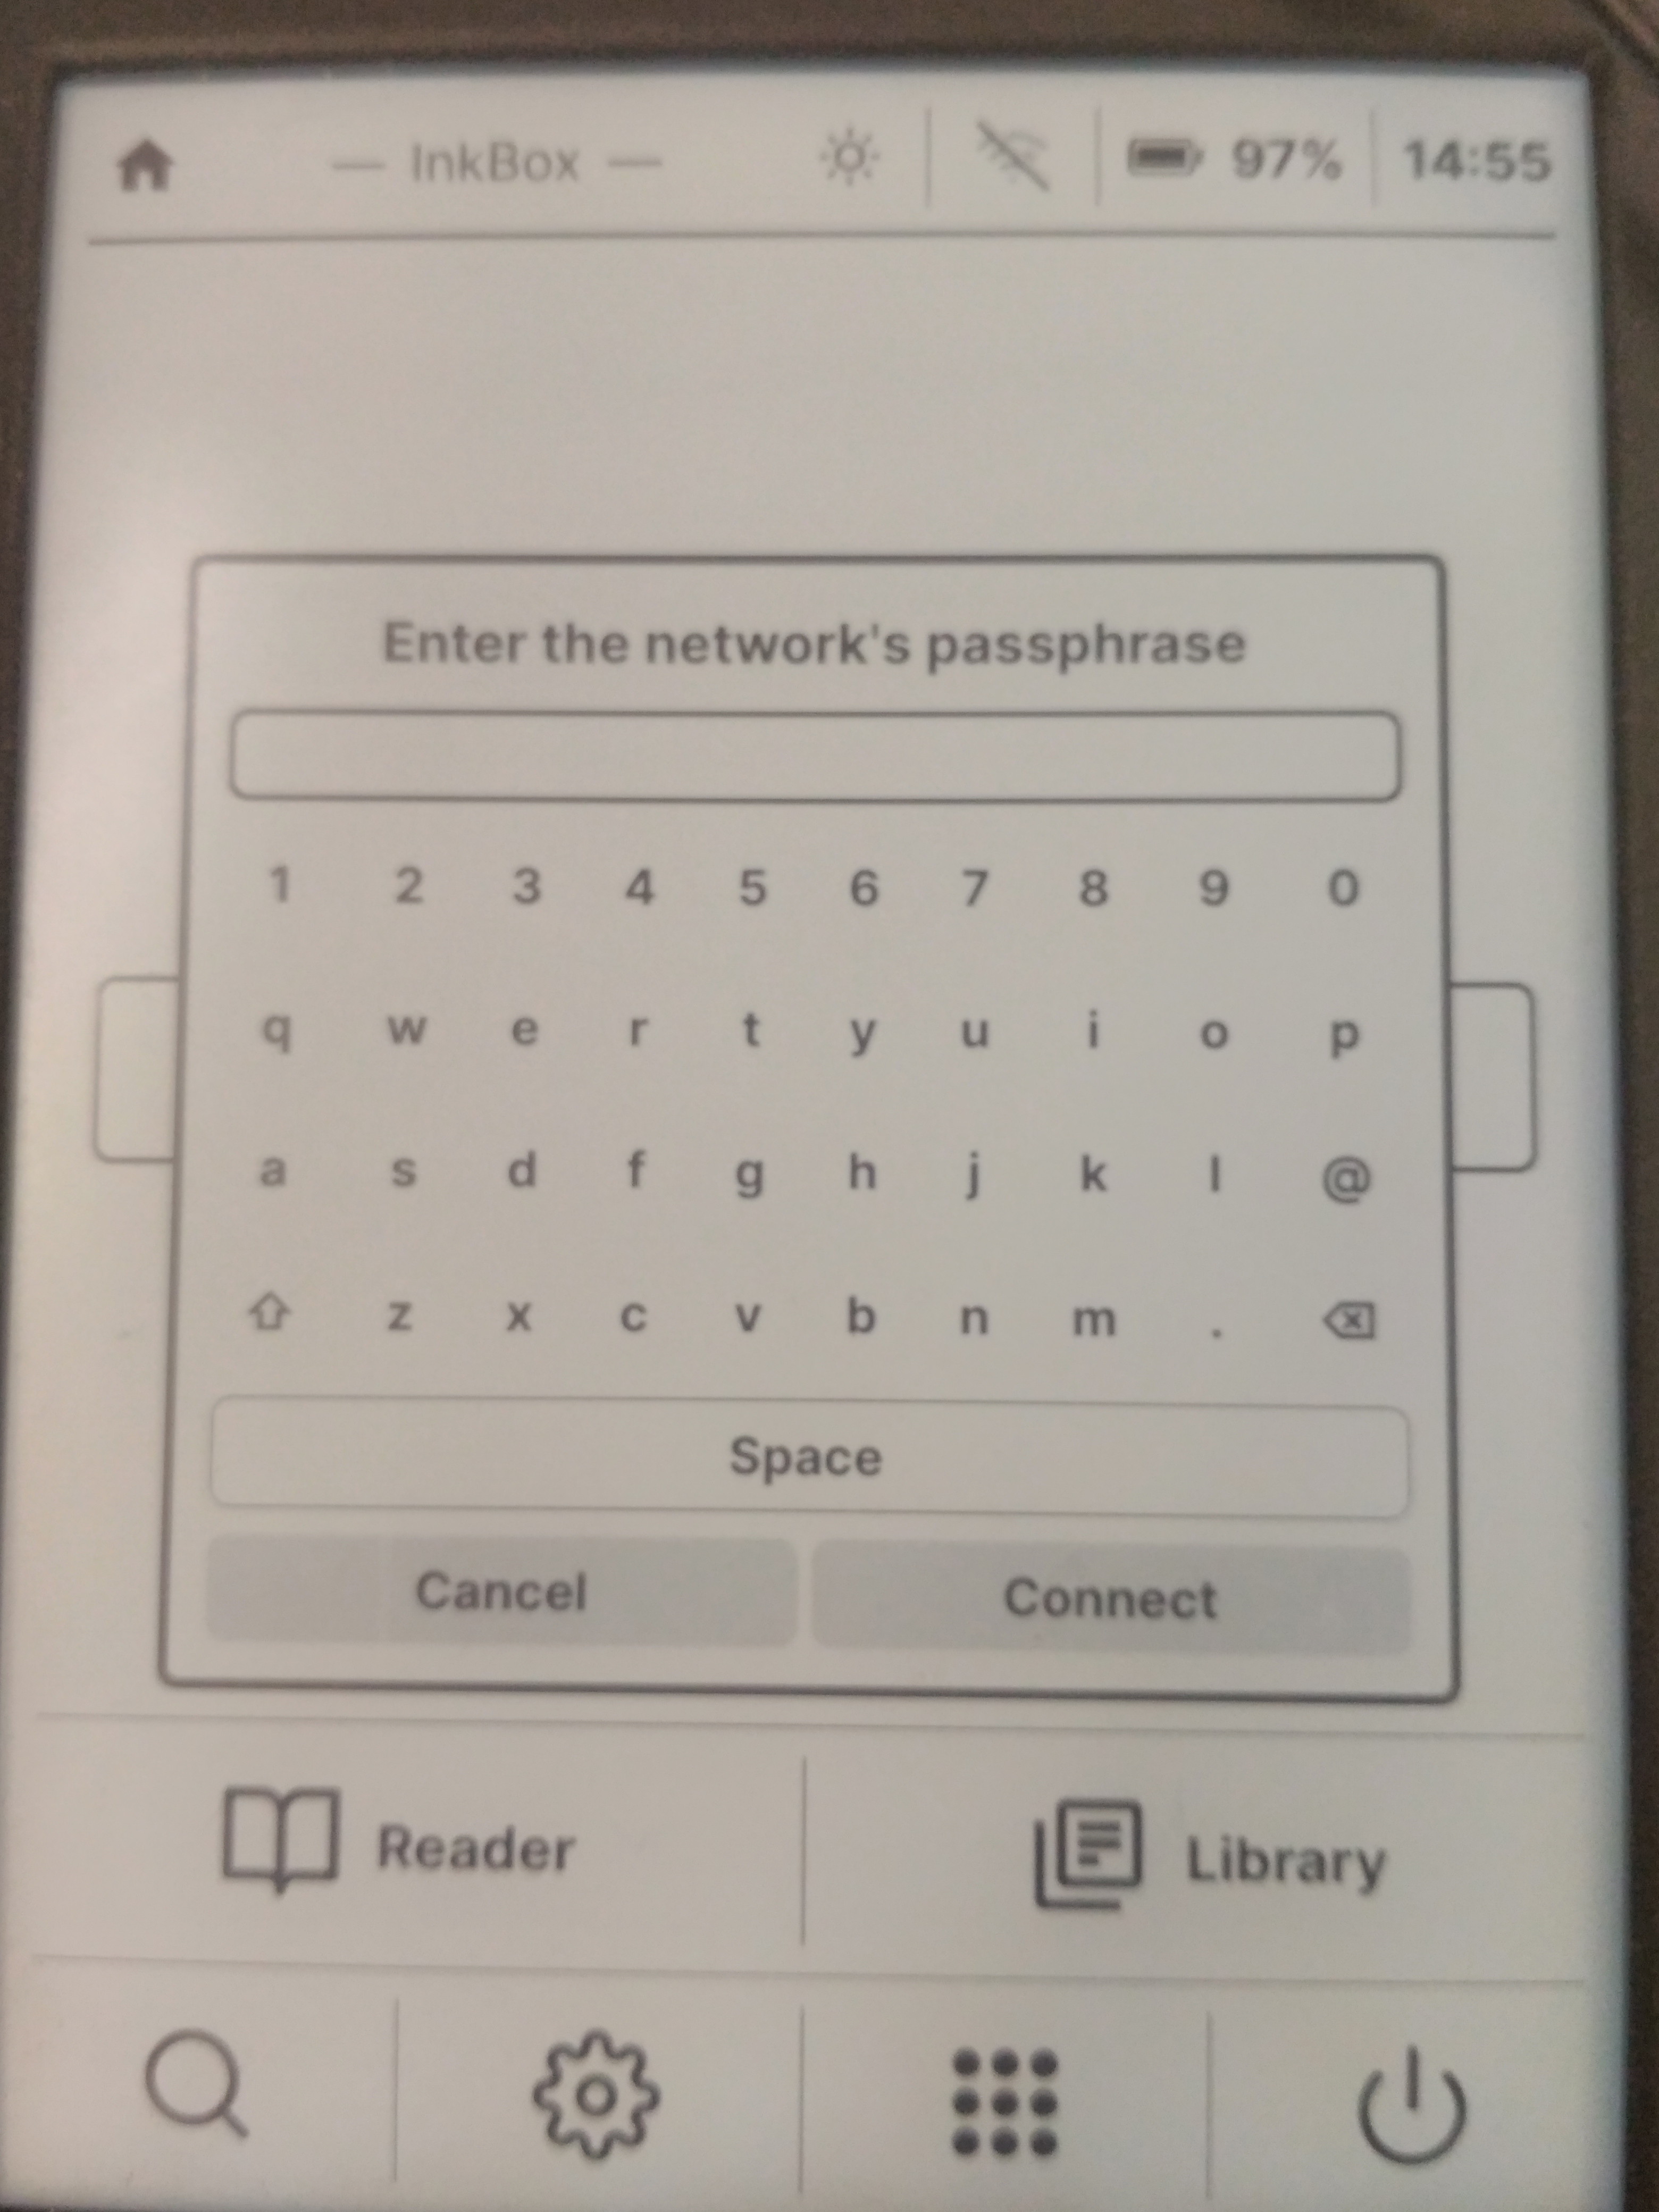 — InkBox — 97% 14:55
Enter the network's passphrase
1 2 3 4 5 6 7 8 9 0
q w e r t y u i o p
a s d f g h j k l @
z x c v b n m .
Space
Cancel Connect
Reader Library